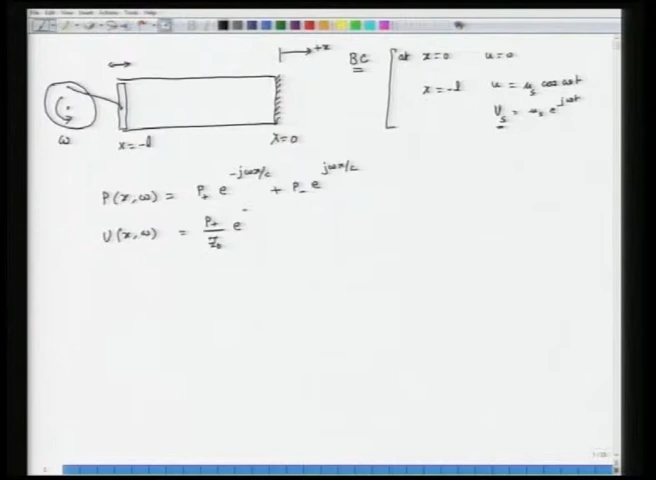 +x
BC
at x=0 u=0
x=-l u = u_s cos ωt
U_s = u_s e^{jωt}
ω
x=-l
x=0
P(x,ω) = P_+ e^{-jωx/c} + P_- e^{jωx/c}
U(x,ω) = P_+/Z_0 e^-